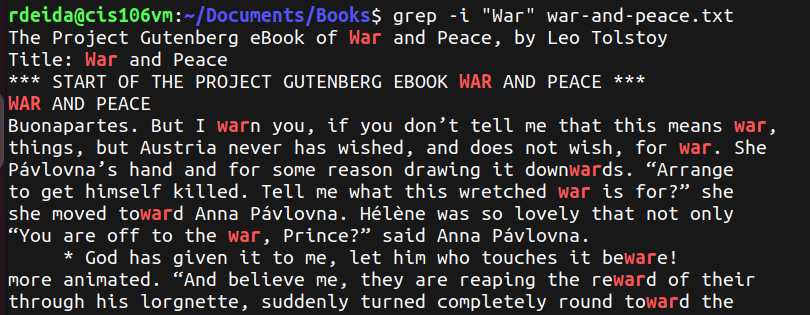 rdeida@cis106vm:~/Documents/Books$ grep -i "War" war-and-peace.txt
The Project Gutenberg eBook of War and Peace, by Leo Tolstoy
Title: War and Peace
*** START OF THE PROJECT GUTENBERG EBOOK WAR AND PEACE ***
WAR AND PEACE
Buonapartes. But I warn you, if you don’t tell me that this means war,
things, but Austria never has wished, and does not wish, for war. She
Pávlovna’s hand and for some reason drawing it downwards. “Arrange
to get himself killed. Tell me what this wretched war is for?” she
she moved toward Anna Pávlovna. Hélène was so lovely that not only
“You are off to the war, Prince?” said Anna Pávlovna.
* God has given it to me, let him who touches it beware!
more animated. “And believe me, they are reaping the reward of their
through his lorgnette, suddenly turned completely round toward the